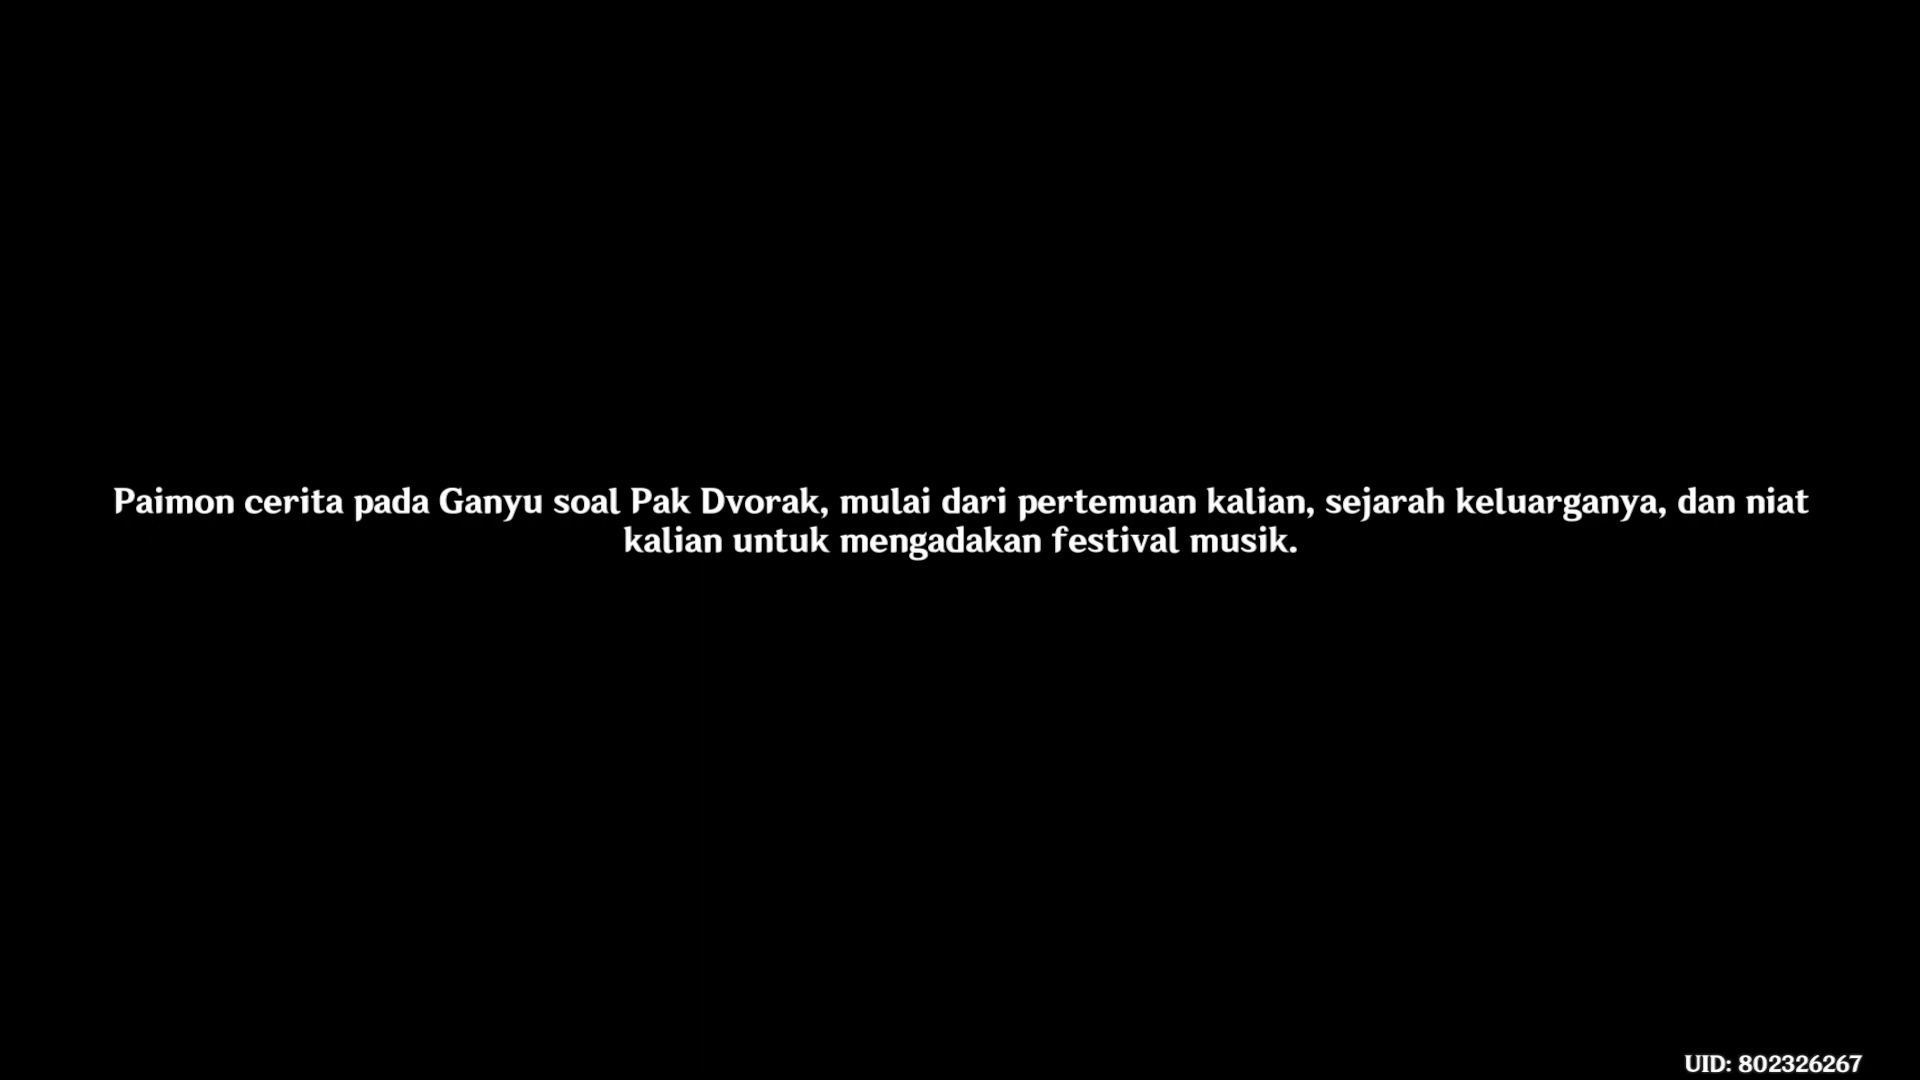 Paimon cerita pada Ganyu soal Pak Dvorak, mulai dari pertemuan kalian, sejarah keluarganya, dan niat
kalian untuk mengadakan festival musik.
UID: 802326267